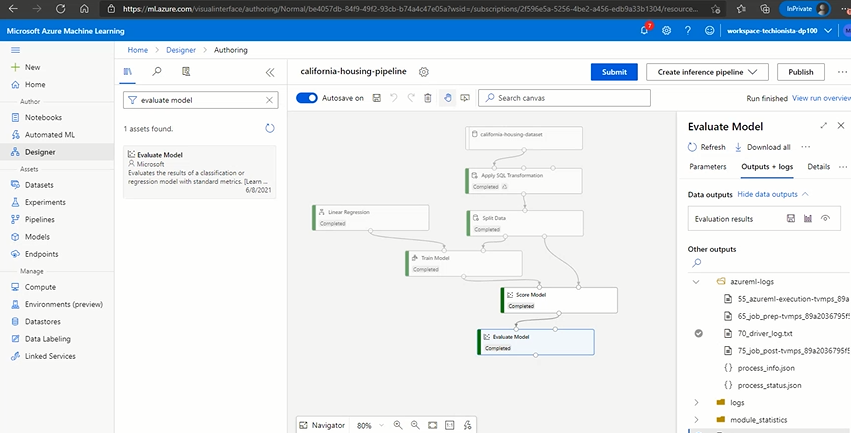 https://ml.azure.com/visualinterface/authoring/Normal/be4057db-84f9-49f2-93cb-b74a4c47e05a?wsid=/subscriptions/2f596e5a-5256-4be2-a456-edb9a33b1304/resource...
InPrivate
Microsoft Azure Machine Learning
7
workspace-techionista-dp100
Home > Designer > Authoring
New
Home
Author
Notebooks
Automated ML
Designer
Assets
Datasets
Experiments
Pipelines
Models
Endpoints
Manage
Compute
Environments (preview)
Datastores
Data Labeling
Linked Services
evaluate model
1 assets found.
Evaluate Model
Microsoft
Evaluates the results of a classification or
regression model with standard metrics. [Learn ...
6/8/2021
california-housing-pipeline
Submit
Create inference pipeline
Publish
Autosave on
Search canvas
Run finished
View run overview
california-housing-dataset
Apply SQL Transformation
Completed
Linear Regression
Completed
Split Data
Completed
Train Model
Completed
Score Model
Completed
Evaluate Model
Completed
Navigator
80%
Evaluate Model
Refresh
Download all
Parameters
Outputs + logs
Details
Data outputs
Hide data outputs
Evaluation results
Other outputs
azureml-logs
55_azureml-execution-tvmps_89a
65_job_prep-tvmps_89a2036795f5
70_driver_log.txt
75_job_post-tvmps_89a2036795f5
process_info.json
process_status.json
logs
module_statistics